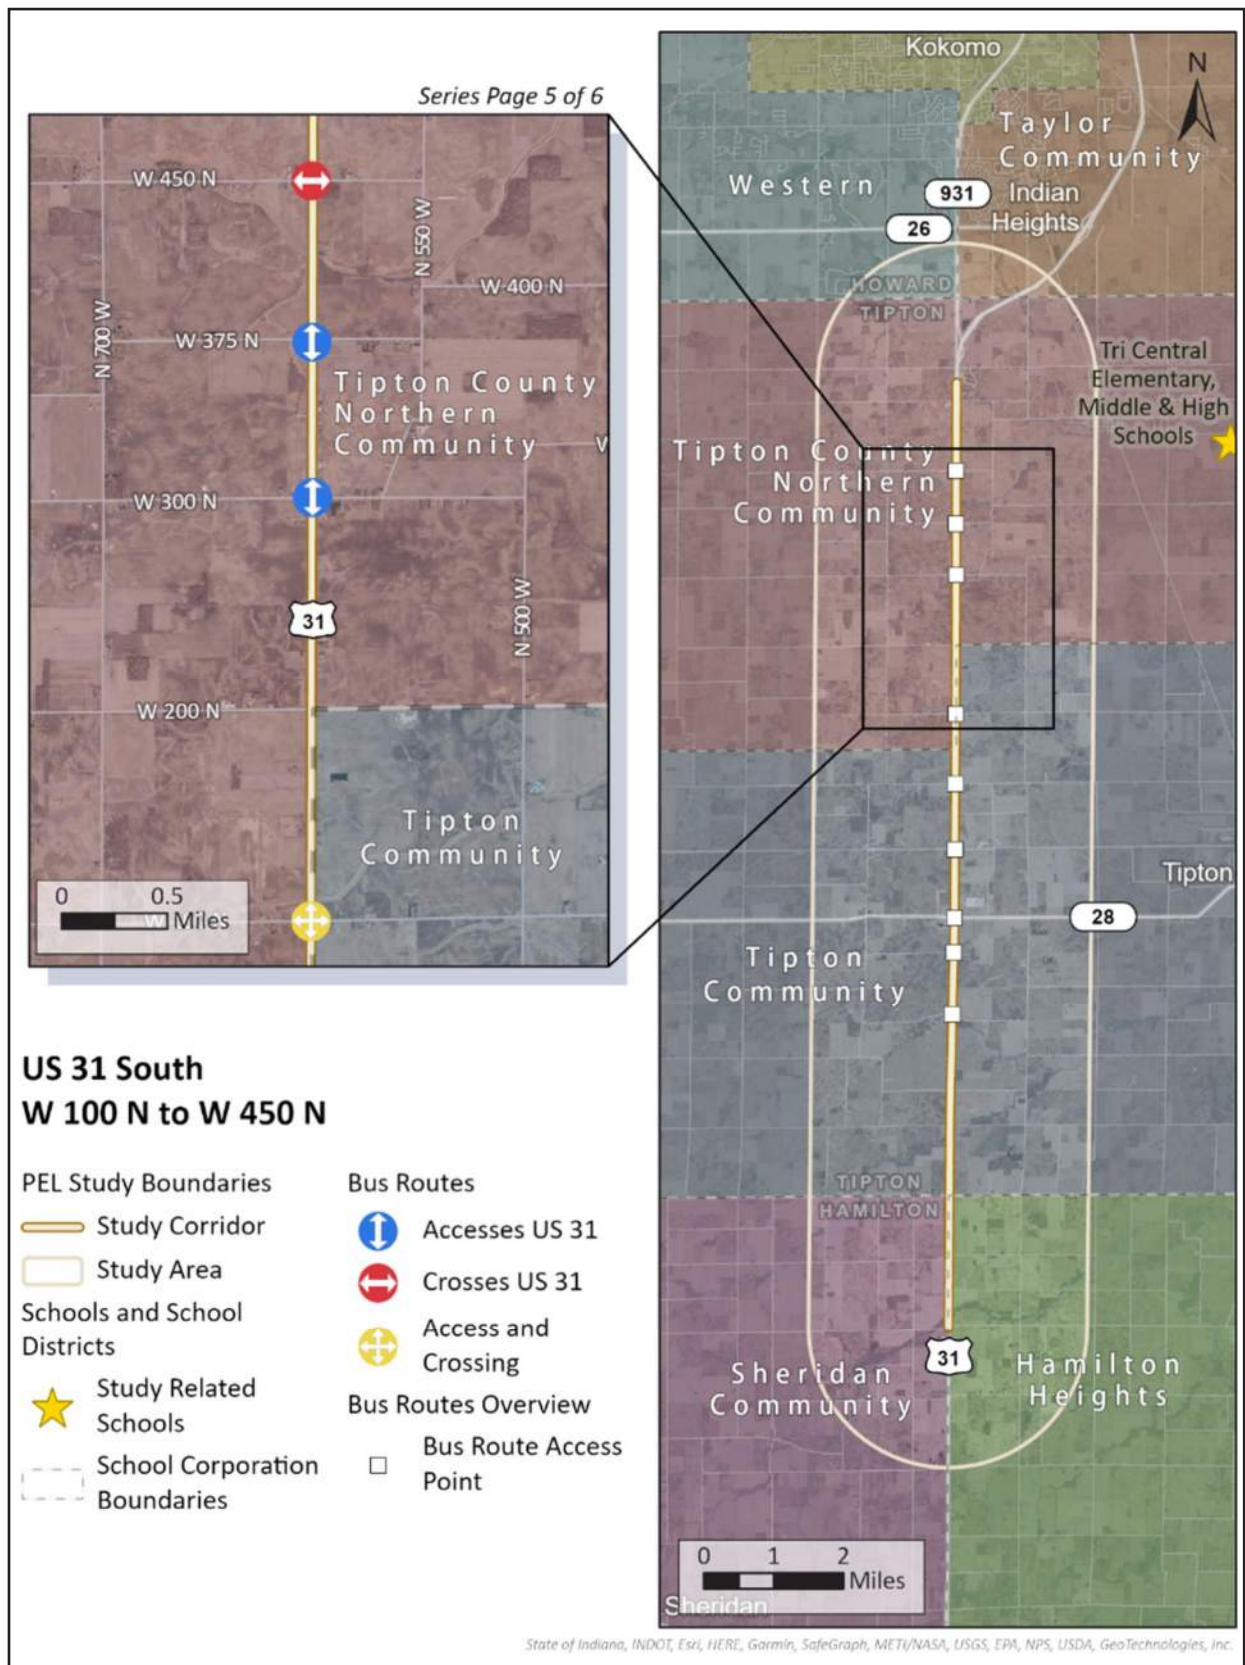 Series Page 5 of 6
W 450 N
N 550 W
W 400 N
N 700 W
W 375 N
Tipton County
Northern
Community
W
W 300 N
31
N 500 W
W 200 N
Tipton
Community
0 0.5
W Miles
Kokomo
N
Taylor
Community
Western
931
Indian
Heights
26
HOWARD
TIPTON
Tri Central
Elementary,
Middle & High
Schools
Tipton County
Northern
Community
Tipton
28
Tipton
Community
TIPTON
HAMILTON
31
Sheridan
Community
Hamilton
Heights
0 1 2
Miles
Sheridan
US 31 South
W 100 N to W 450 N
PEL Study Boundaries
Study Corridor
Study Area
Schools and School
Districts
Study Related
Schools
School Corporation
Boundaries
Bus Routes
Accesses US 31
Crosses US 31
Access and
Crossing
Bus Routes Overview
Bus Route Access
Point
State of Indiana, INDOT, Esri, HERE, Garmin, SafeGraph, METI/NASA, USGS, EPA, NPS, USDA, GeoTechnologies, Inc.